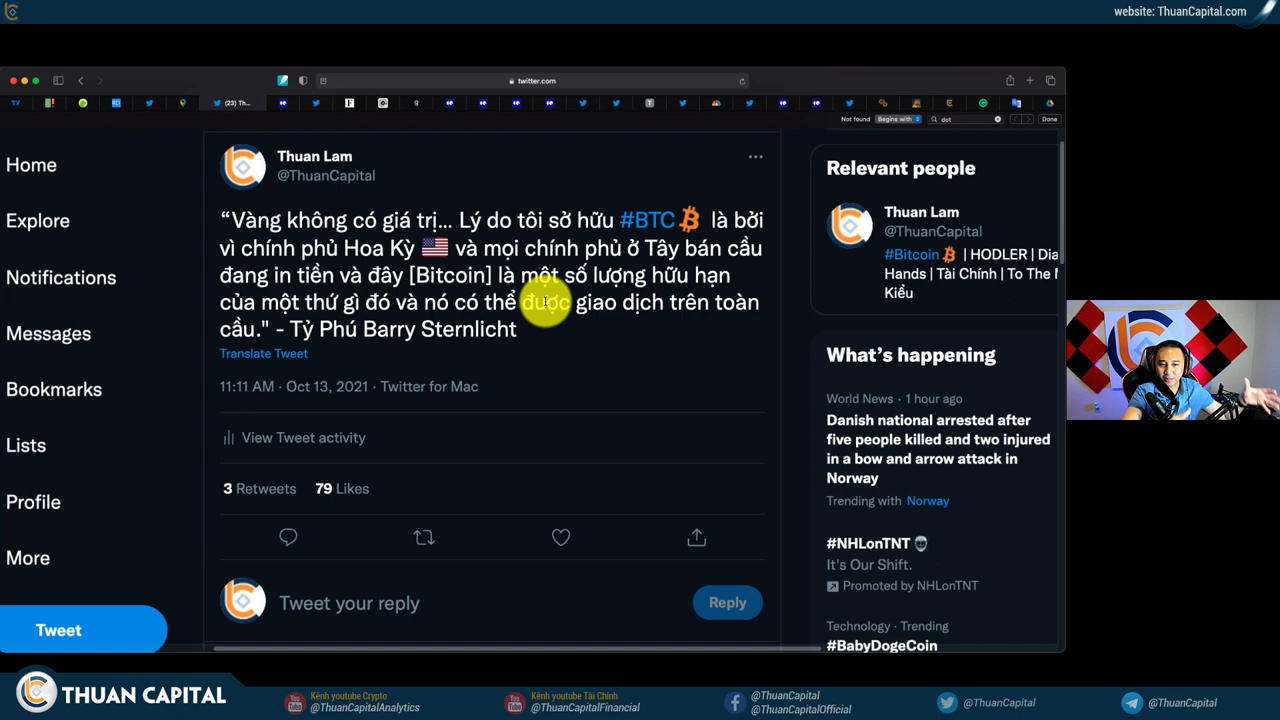 website: ThuanCapital.com
twitter.com
(23) Th...
Not found
Begins with
dot
Done
Home
Explore
Notifications
Messages
Bookmarks
Lists
Profile
More
Tweet
Thuan Lam
@ThuanCapital
“Vàng không có giá trị... Lý do tôi sở hữu #BTC là bởi
vì chính phủ Hoa Kỳ 🇺🇸 và mọi chính phủ ở Tây bán cầu
đang in tiền và đây [Bitcoin] là một số lượng hữu hạn
của một thứ gì đó và nó có thể được giao dịch trên toàn
cầu." - Tỷ Phú Barry Sternlicht
Translate Tweet
11:11 AM · Oct 13, 2021 · Twitter for Mac
View Tweet activity
3 Retweets 79 Likes
Tweet your reply
Reply
Relevant people
Thuan Lam
@ThuanCapital
#Bitcoin | HODLER | Dia
Hands | Tài Chính | To The M
Kiều
What’s happening
World News · 1 hour ago
Danish national arrested after
five people killed and two injured
in a bow and arrow attack in
Norway
Trending with Norway
#NHLonTNT
It's Our Shift.
Promoted by NHLonTNT
Technology · Trending
#BabyDogeCoin
THUAN CAPITAL
Kênh youtube Crypto
@ThuanCapitalAnalytics
Kênh youtube Tài Chính
@ThuanCapitalFinancial
@ThuanCapital
@ThuanCapitalOfficial
@ThuanCapital
@ThuanCapital